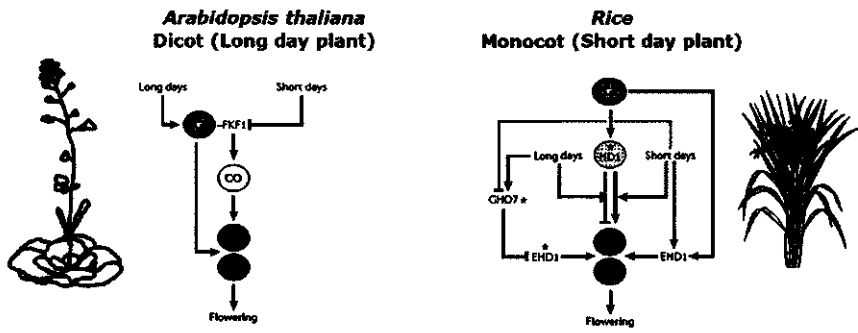 Arabidopsis thaliana
Dicot (Long day plant)
Long days
Short days
-FKF1
CO
Flowering
Rice
Monocot (Short day plant)
Long days
HD1
Short days
GHD7 *
*
EHD1
EHD1
Flowering